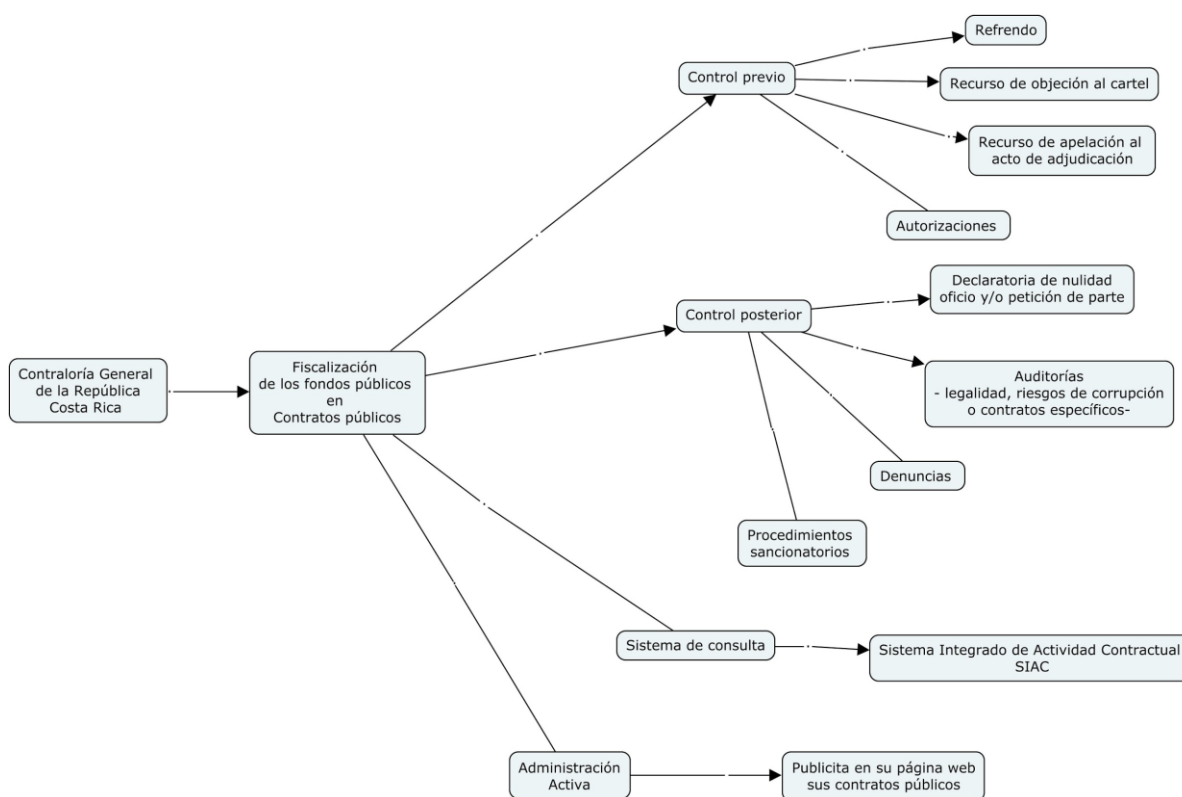 Contraloría General
de la República
Costa Rica
Fiscalización
de los fondos públicos
en
Contratos públicos
Control previo
Refrendo
Recurso de objeción al cartel
Recurso de apelación al
acto de adjudicación
Autorizaciones
Control posterior
Declaratoria de nulidad
oficio y/o petición de parte
Auditorías
- legalidad, riesgos de corrupción
o contratos específicos-
Denuncias
Procedimientos
sancionatorios
Sistema de consulta
Sistema Integrado de Actividad Contractual
SIAC
Administración
Activa
Publicita en su página web
sus contratos públicos